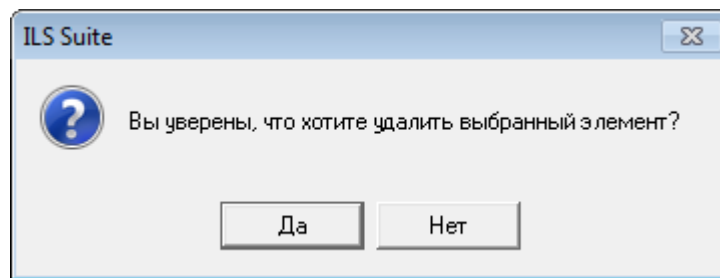 ILS Suite
Вы уверены, что хотите удалить выбранный элемент?
Да
Нет